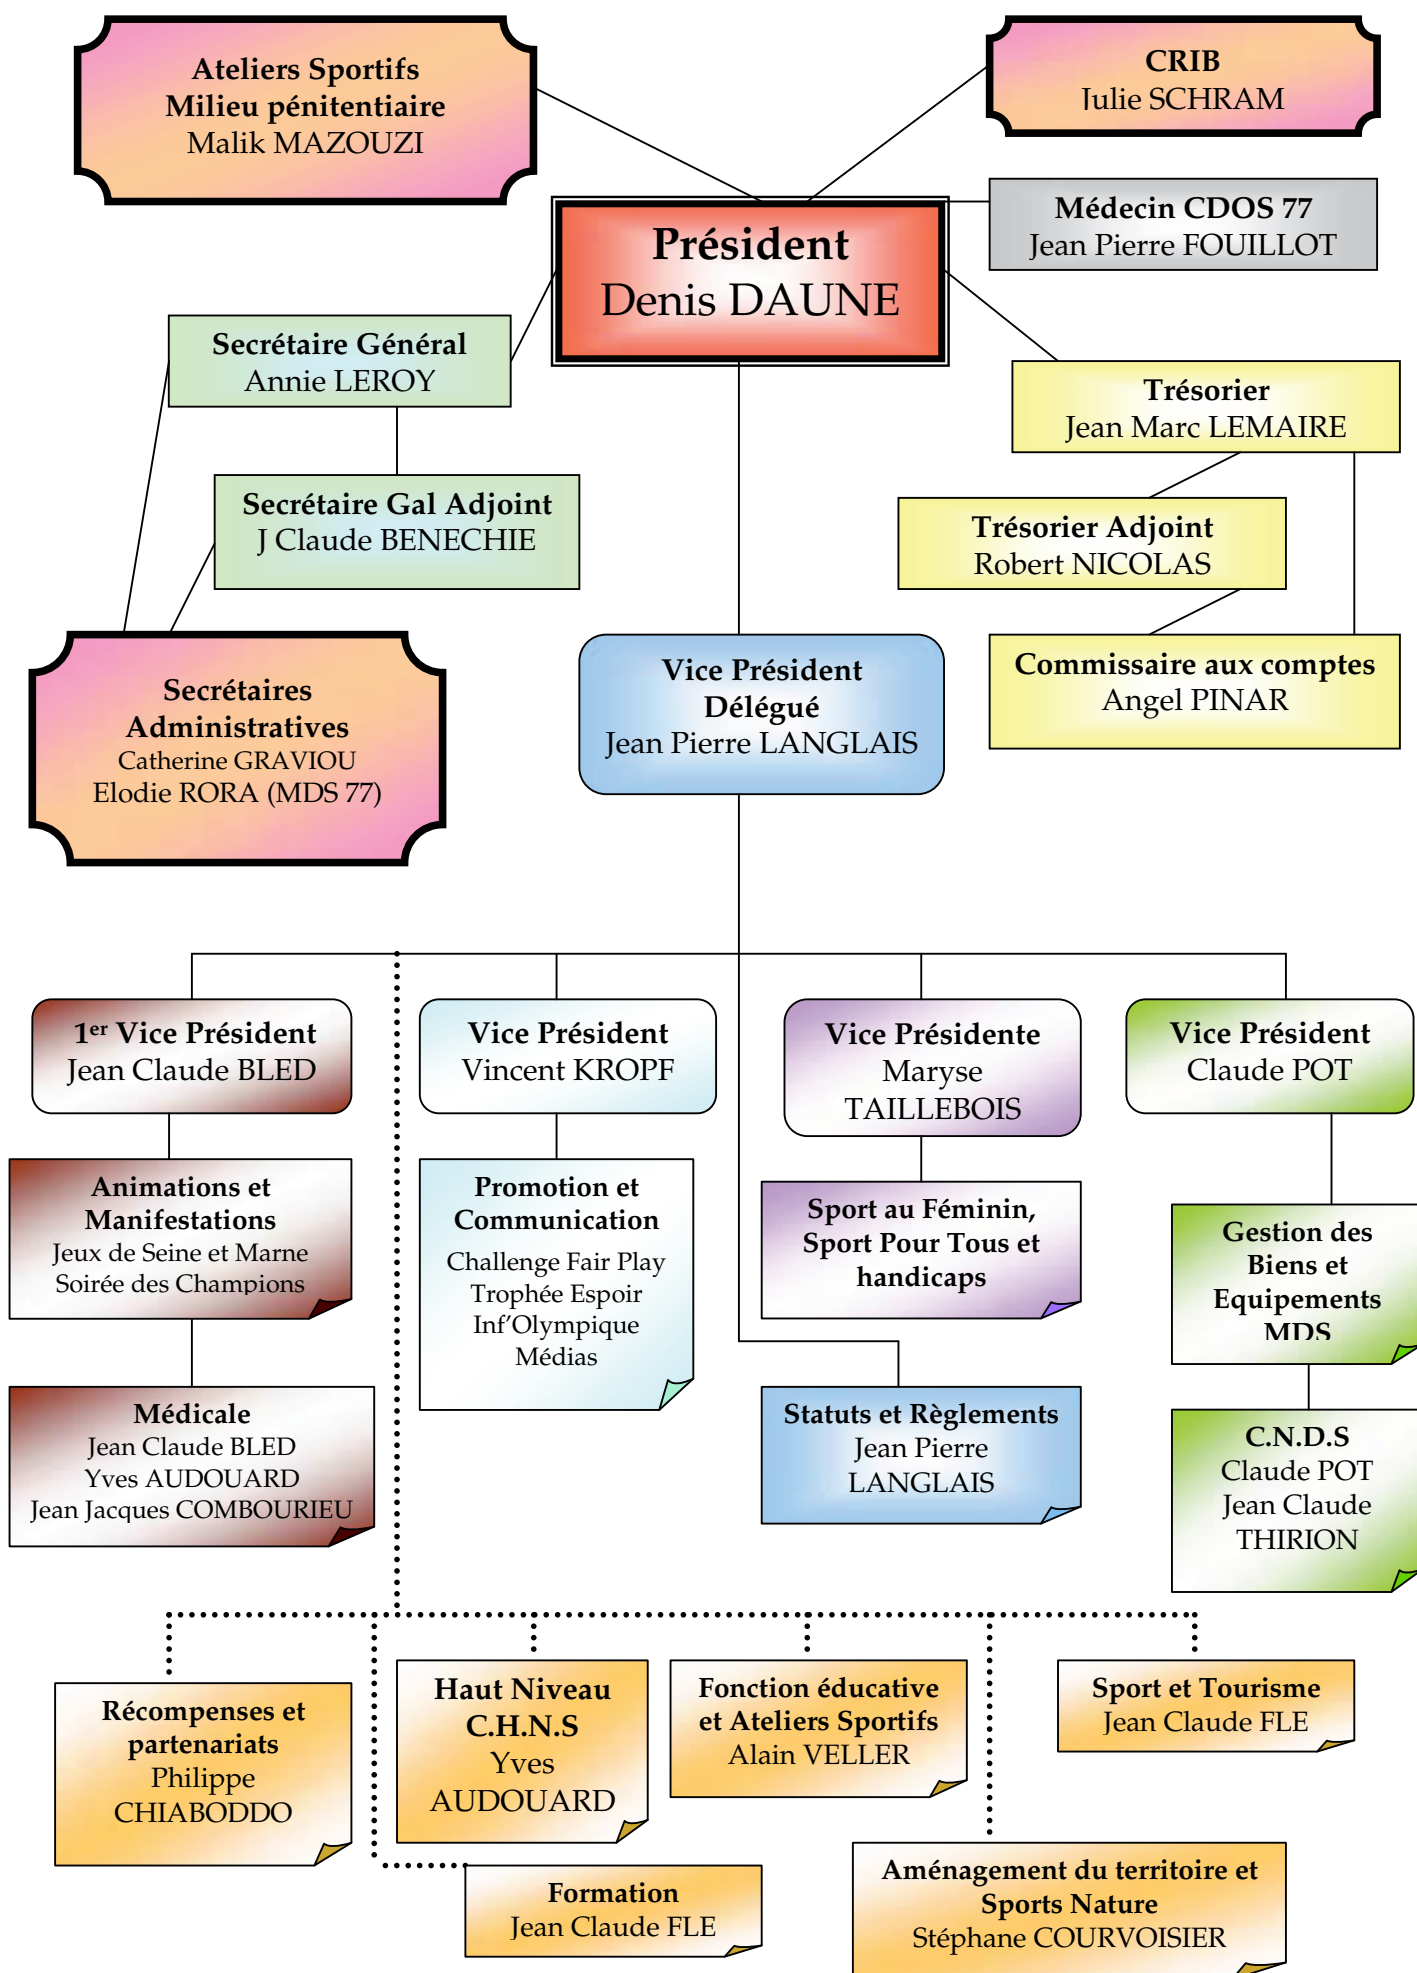 Ateliers Sportifs
Milieu pénitentiaire
Malik MAZOUZI
CRIB
Julie SCHRAM
Médecin CDOS 77
Jean Pierre FOUILLOT
Président
Denis DAUNE
Secrétaire Général
Annie LEROY
Trésorier
Jean Marc LEMAIRE
Secrétaire Gal Adjoint
J Claude BENECHIE
Trésorier Adjoint
Robert NICOLAS
Secrétaires
Administratives
Catherine GRAVIOU
Elodie RORA (MDS 77)
Vice Président
Délégué
Jean Pierre LANGLAIS
Commissaire aux comptes
Angel PINAR
1er Vice Président
Jean Claude BLED
Vice Président
Vincent KROPF
Vice Présidente
Maryse
TAILLEBOIS
Vice Président
Claude POT
Animations et
Manifestations
Jeux de Seine et Marne
Soirée des Champions
Promotion et
Communication
Challenge Fair Play
Trophée Espoir
Inf'Olympique
Médias
Sport au Féminin,
Sport Pour Tous et
handicaps
Gestion des
Biens et
Equipements
MDS
Médicale
Jean Claude BLED
Yves AUDOUARD
Jean Jacques COMBOURIEU
Statuts et Règlements
Jean Pierre
LANGLAIS
C.N.D.S
Claude POT
Jean Claude
THIRION
Récompenses et
partenariats
Philippe
CHIABODDO
Haut Niveau
C.H.N.S
Yves
AUDOUARD
Fonction éducative
et Ateliers Sportifs
Alain VELLER
Sport et Tourisme
Jean Claude FLE
Formation
Jean Claude FLE
Aménagement du territoire et
Sports Nature
Stéphane COURVOISIER